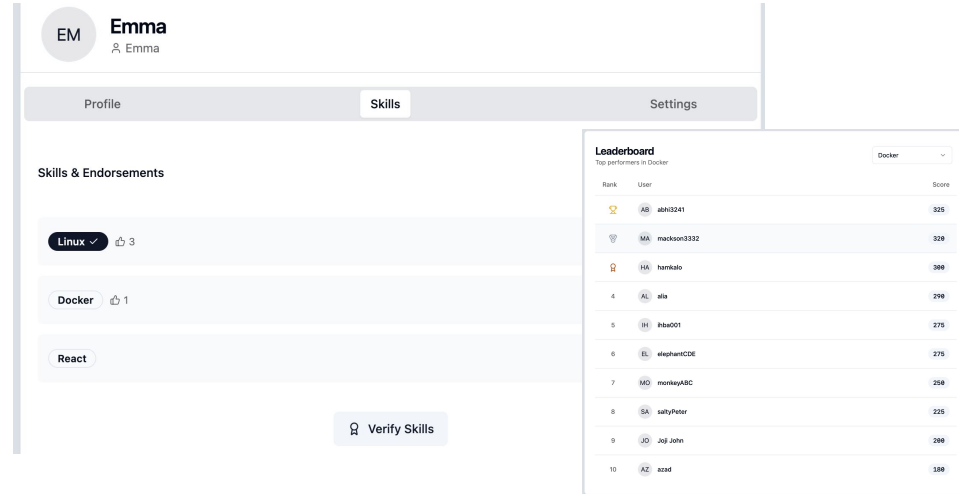 EM
Emma
Emma
Profile Skills Settings
Skills & Endorsements
Linux 3
Docker 1
React
Verify Skills
Leaderboard
Top performers in Docker
Docker
Rank User Score
AB abhi3241 325
MA mackson3332 320
HA hamkalo 300
4 AL alia 290
5 IH ihba001 275
6 EL elephantCDE 275
7 MO monkeyABC 250
8 SA saltyPeter 225
9 JO Joji John 200
10 AZ azad 180